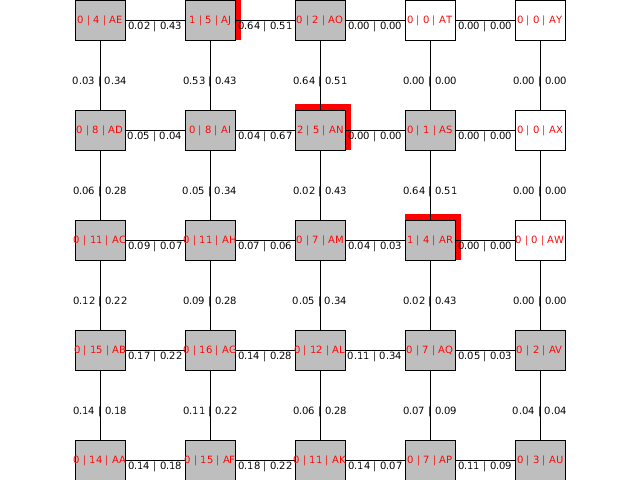 0 | 4 | AE 0.02 | 0.43 1 | 5 | AJ 0.64 | 0.51 0 | 2 | AO 0.00 | 0.00 0 | 0 | AT 0.00 | 0.00 0 | 0 | AY
0.03 | 0.34 0.53 | 0.43 0.64 | 0.51 0.00 | 0.00 0.00 | 0.00
0 | 8 | AD 0.05 | 0.04 0 | 8 | AI 0.04 | 0.67 2 | 5 | AN 0.00 | 0.00 0 | 1 | AS 0.00 | 0.00 0 | 0 | AX
0.06 | 0.28 0.05 | 0.34 0.02 | 0.43 0.64 | 0.51 0.00 | 0.00
0 | 11 | AC 0.09 | 0.07 0 | 11 | AH 0.07 | 0.06 0 | 7 | AM 0.04 | 0.03 1 | 4 | AR 0.00 | 0.00 0 | 0 | AW
0.12 | 0.22 0.09 | 0.28 0.05 | 0.34 0.02 | 0.43 0.00 | 0.00
0 | 15 | AB 0.17 | 0.22 0 | 16 | AG 0.14 | 0.28 0 | 12 | AL 0.11 | 0.34 0 | 7 | AQ 0.05 | 0.03 0 | 2 | AV
0.14 | 0.18 0.11 | 0.22 0.06 | 0.28 0.07 | 0.09 0.04 | 0.04
0 | 14 | AA 0.14 | 0.18 0 | 15 | AF 0.18 | 0.22 0 | 11 | AK 0.14 | 0.07 0 | 7 | AP 0.11 | 0.09 0 | 3 | AU